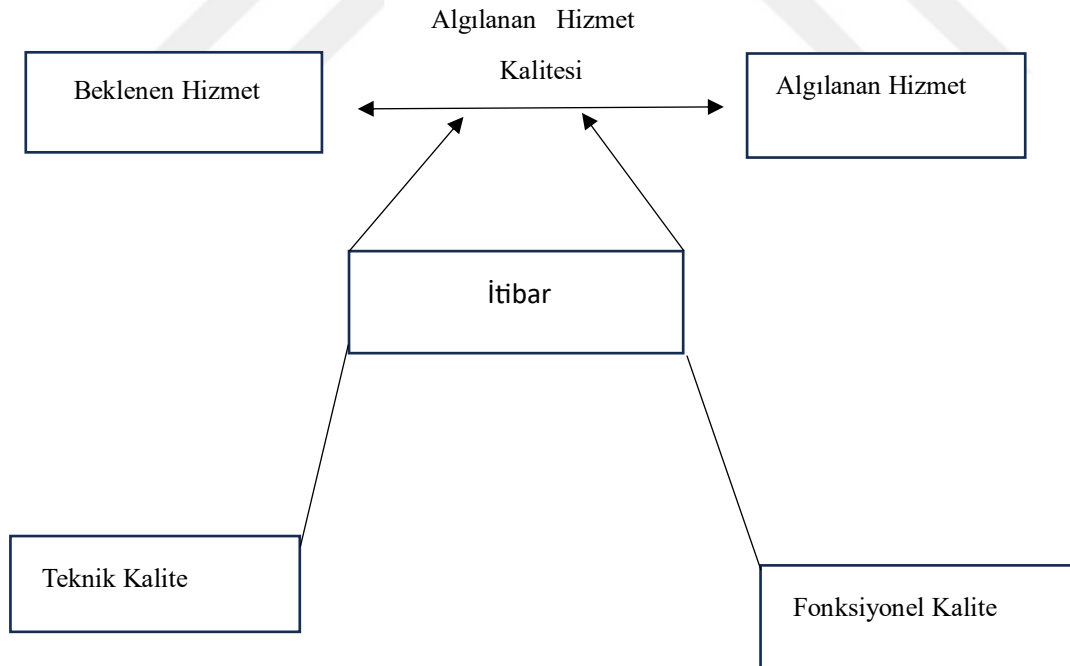 Algılanan Hizmet
Kalitesi
Beklenen Hizmet
Algılanan Hizmet
İtibar
Teknik Kalite
Fonksiyonel Kalite